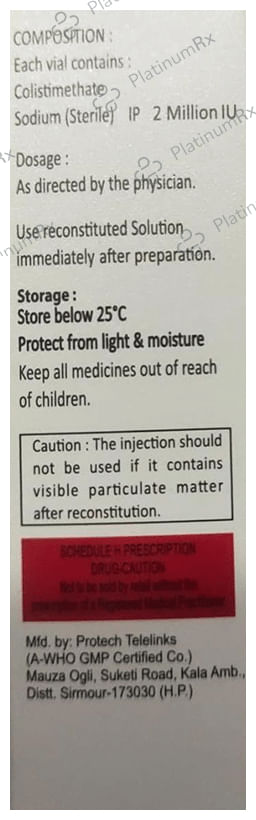 COMPOSITION :
Each vial contains :
Colistimethate
Sodium (Sterile) IP 2 Million IU
Dosage :
As directed by the physician.
Use reconstituted Solution
immediately after preparation.
Storage :
Store below 25°C
Protect from light & moisture
Keep all medicines out of reach
of children.
Caution : The injection should
not be used if it contains
visible particulate matter
after reconstitution.
SCHEDULE H PRESCRIPTION
DRUG-CAUTION
Not to be sold by retail without the
prescription of a Registered Medical Practitioner
Mfd. by: Protech Telelinks
(A-WHO GMP Certified Co.)
Mauza Ogli, Suketi Road, Kala Amb.,
Distt. Sirmour-173030 (H.P.)
PlatinumRx
PlatinumRx